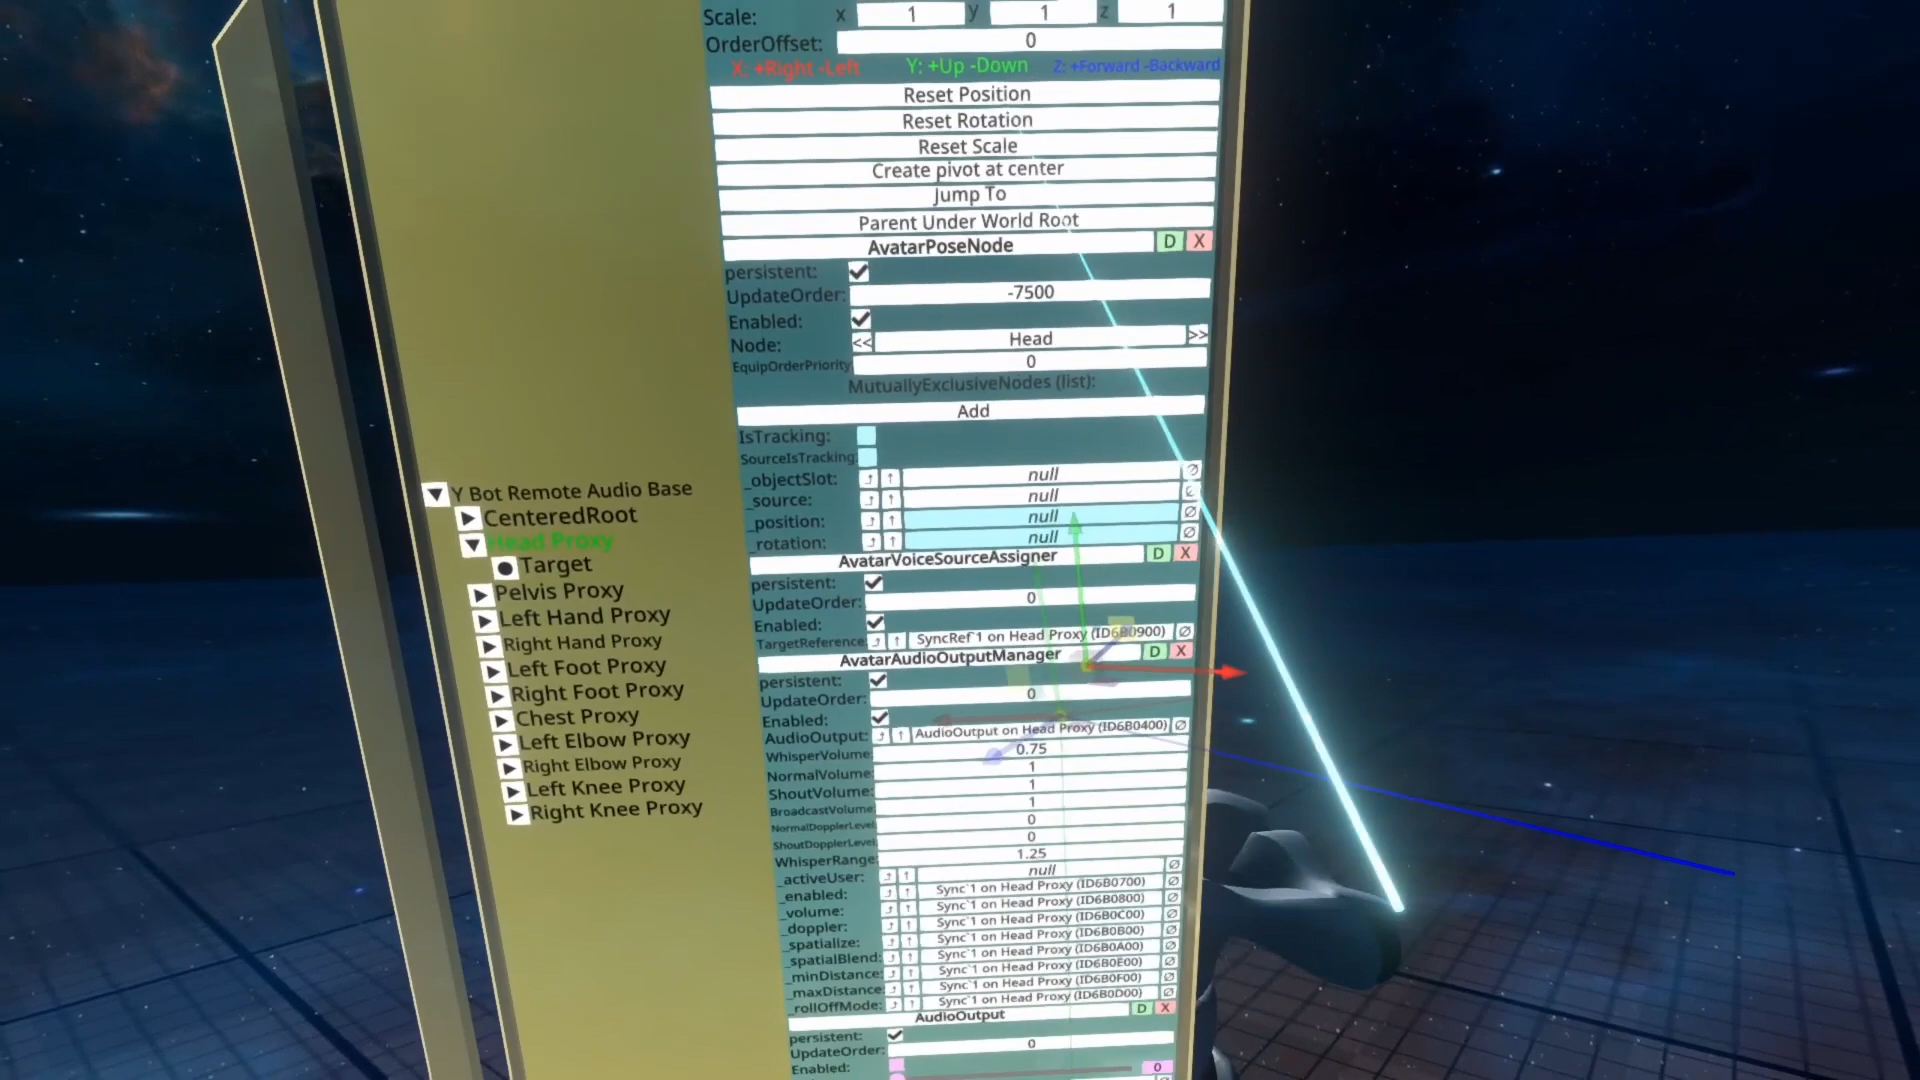 Scale: x 1 y 1 z 1
OrderOffset: 0
X: +Right -Left Y: +Up -Down Z: +Forward -Backward
Reset Position
Reset Rotation
Reset Scale
Create pivot at center
Jump To
Parent Under World Root
AvatarPoseNode D X
persistent:
UpdateOrder: -7500
Enabled:
Node: << Head >>
EquipOrderPriority 0
MutuallyExclusiveNodes (list):
Add
IsTracking:
SourceIsTracking:
_objectSlot: null
_source: null
_position: null
_rotation: null
AvatarVoiceSourceAssigner D X
persistent:
UpdateOrder: 0
Enabled:
TargetReference: SyncRef`1 on Head Proxy (ID6B0900)
AvatarAudioOutputManager D X
persistent:
UpdateOrder: 0
Enabled:
AudioOutput: AudioOutput on Head Proxy (ID6B0400)
WhisperVolume: 0.75
NormalVolume: 1
ShoutVolume: 1
BroadcastVolume: 1
NormalDopplerLevel: 0
ShoutDopplerLevel: 0
WhisperRange: 1.25
_activeUser: null
_enabled: Sync`1 on Head Proxy (ID6B0700)
_volume: Sync`1 on Head Proxy (ID6B0800)
_doppler: Sync`1 on Head Proxy (ID6B0C00)
_spatialize: Sync`1 on Head Proxy (ID6B0B00)
_spatialBlend: Sync`1 on Head Proxy (ID6B0A00)
_minDistance: Sync`1 on Head Proxy (ID6B0E00)
_maxDistance: Sync`1 on Head Proxy (ID6B0F00)
_rollOffMode: Sync`1 on Head Proxy (ID6B0D00)
AudioOutput D X
persistent:
UpdateOrder: 0
Enabled: 0
Y Bot Remote Audio Base
CenteredRoot
Head Proxy
Target
Pelvis Proxy
Left Hand Proxy
Right Hand Proxy
Left Foot Proxy
Right Foot Proxy
Chest Proxy
Left Elbow Proxy
Right Elbow Proxy
Left Knee Proxy
Right Knee Proxy